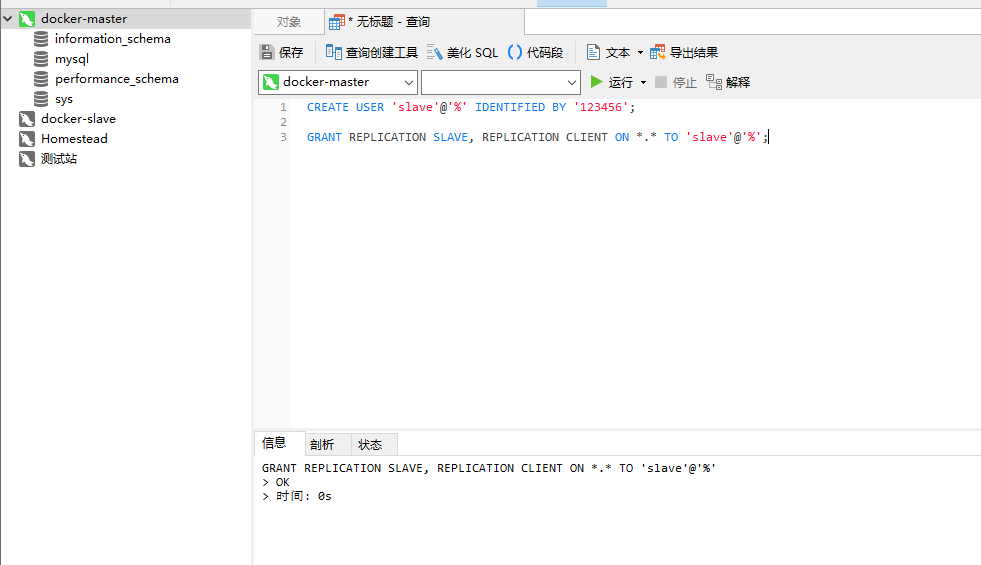 docker-master
information_schema
mysql
performance_schema
sys
docker-slave
Homestead
测试站
对象 * 无标题 - 查询
保存 查询创建工具 美化 SQL () 代码段 文本 导出结果
docker-master 运行 停止 解释
1 CREATE USER 'slave'@'%' IDENTIFIED BY '123456';
2
3 GRANT REPLICATION SLAVE, REPLICATION CLIENT ON *.* TO 'slave'@'%';
信息 剖析 状态
GRANT REPLICATION SLAVE, REPLICATION CLIENT ON *.* TO 'slave'@'%'
> OK
> 时间: 0s